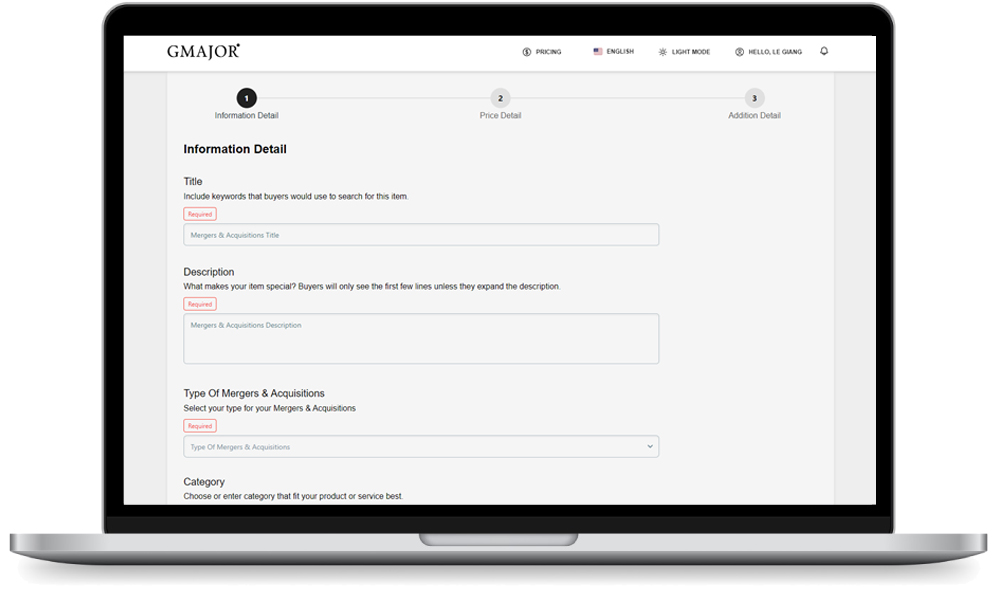 GMAJOR
PRICING
ENGLISH
LIGHT MODE
HELLO, LE GIANG
1
2
3
Information Detail
Price Detail
Addition Detail
Information Detail
Title
Include keywords that buyers would use to search for this item.
Required
Mergers & Acquisitions Title
Description
What makes your item special? Buyers will only see the first few lines unless they expand the description.
Required
Mergers & Acquisitions Description
Type Of Mergers & Acquisitions
Select your type for your Mergers & Acquisitions
Required
Type Of Mergers & Acquisitions
Category
Choose or enter category that fit your product or service best.